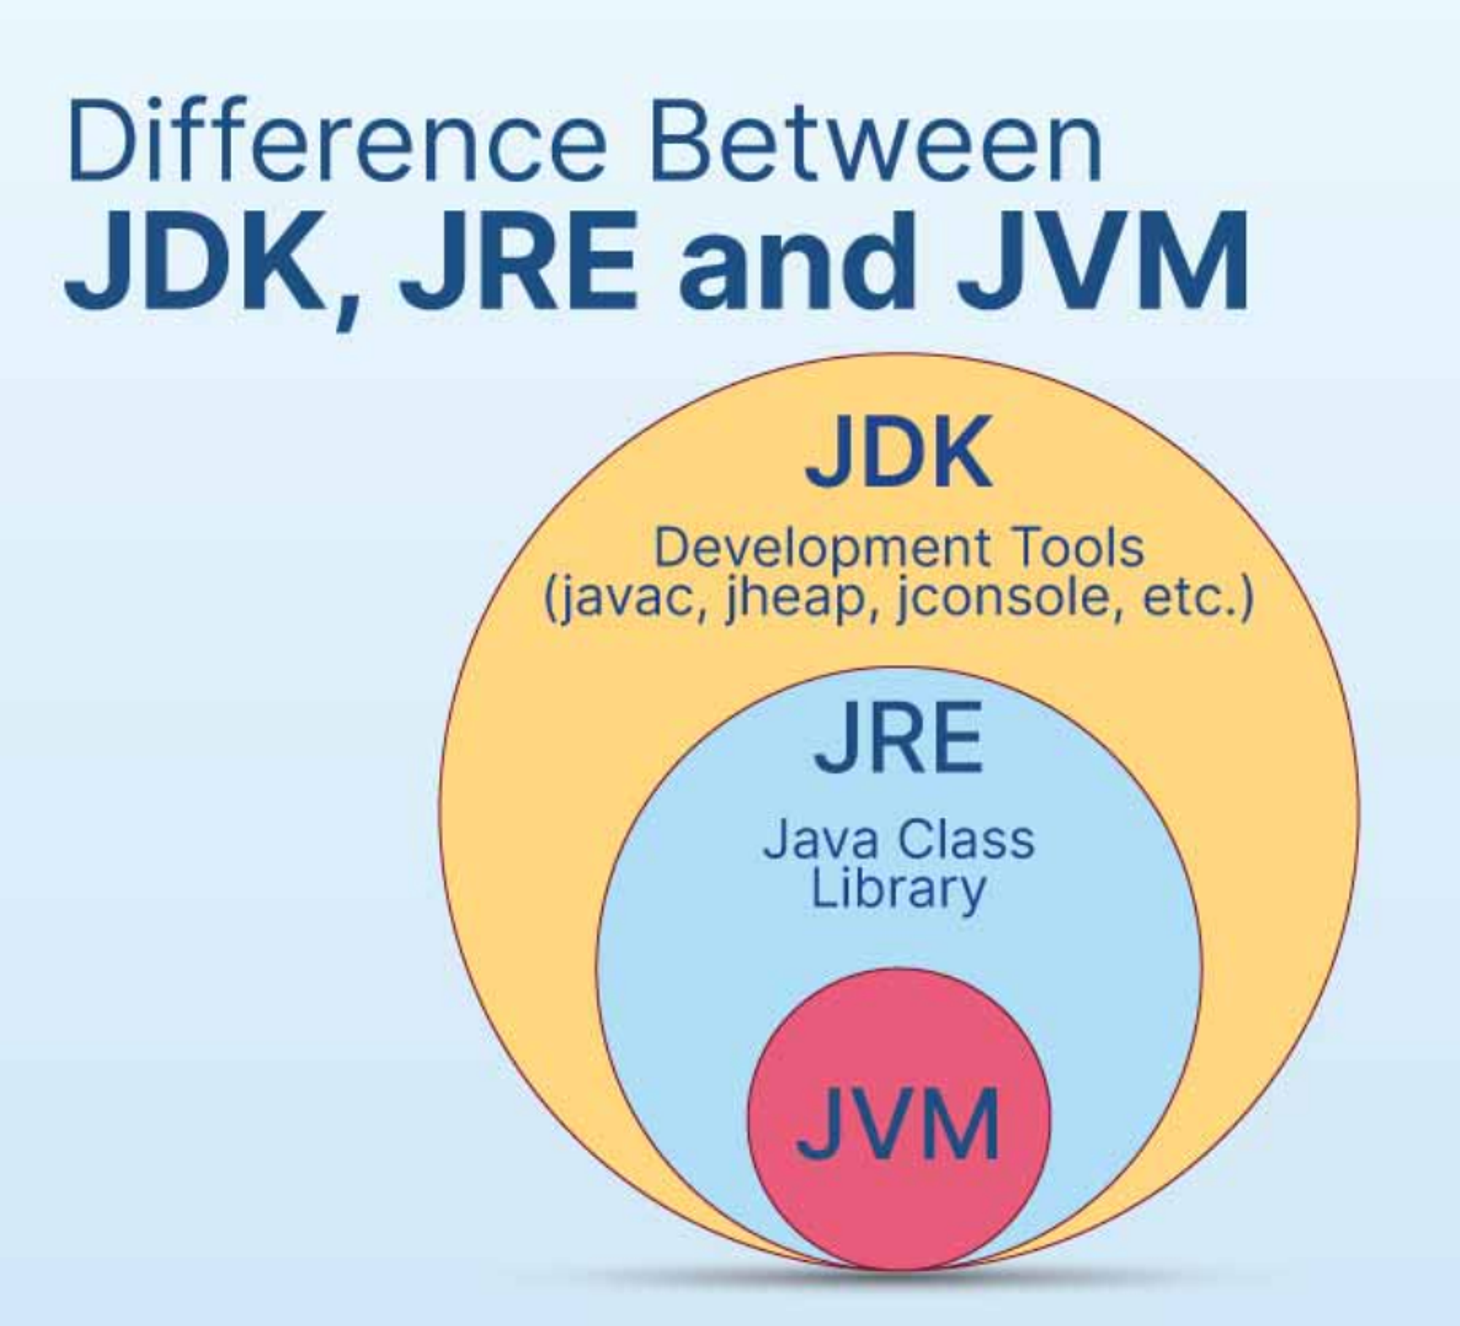 Difference Between
JDK, JRE and JVM
JDK
Development Tools
(javac, jheap, jconsole, etc.)
JRE
Java Class
Library
JVM